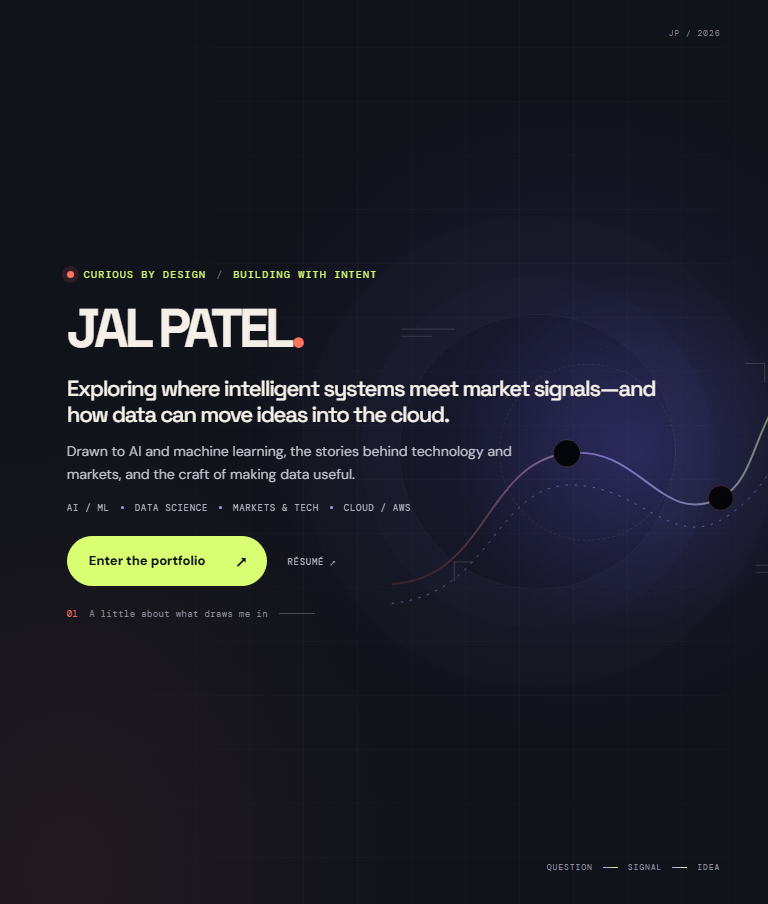 JP / 2026
CURIOUS BY DESIGN / BUILDING WITH INTENT
JAL PATEL.
Exploring where intelligent systems meet market signals—and
how data can move ideas into the cloud.
Drawn to AI and machine learning, the stories behind technology and
markets, and the craft of making data useful.
AI / ML • DATA SCIENCE • MARKETS & TECH • CLOUD / AWS
Enter the portfolio ↗ RÉSUMÉ ↗
01 A little about what draws me in
QUESTION — SIGNAL — IDEA